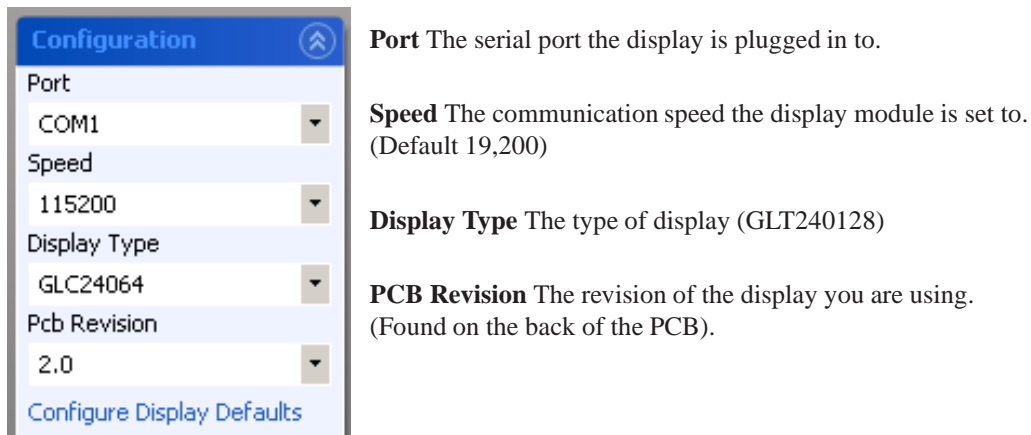 Configuration
Port
COM1
Speed
115200
Display Type
GLC24064
Pcb Revision
2.0
Configure Display Defaults
Port The serial port the display is plugged in to.
Speed The communication speed the display module is set to.
(Default 19,200)
Display Type The type of display (GLT240128)
PCB Revision The revision of the display you are using.
(Found on the back of the PCB).